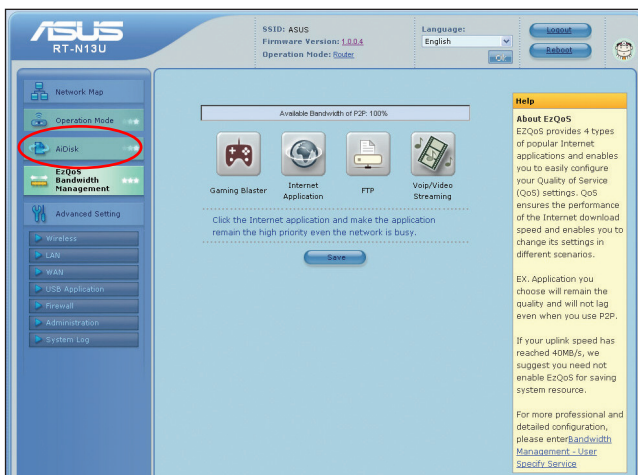 ASUS
RT-N13U
SSID: ASUS
Firmware Version: 1.0.0.4
Operation Mode: Router
Language:
English
OK
Logout
Reboot
Network Map
Operation Mode
AiDisk
EzQoS
Bandwidth
Management
Advanced Setting
Wireless
LAN
WAN
USB Application
Firewall
Administration
System Log
Available Bandwidth of P2P: 100%
Gaming Blaster
Internet
Application
FTP
Voip/Video
Streaming
Click the Internet application and make the application
remain the high priority even the network is busy.
Save
Help
About EzQoS
EZQoS provides 4 types
of popular Internet
applications and enables
you to easily configure
your Quality of Service
(QoS) settings. QoS
ensures the performance
of the Internet download
speed and enables you to
change its settings in
different scenarios.
EX. Application you
choose will remain the
quality and will not lag
even when you use P2P.
If your uplink speed has
reached 40MB/s, we
suggest you need not
enable EzQoS for saving
system resource.
For more professional and
detailed configuration,
please enterBandwidth
Management - User
Specify Service